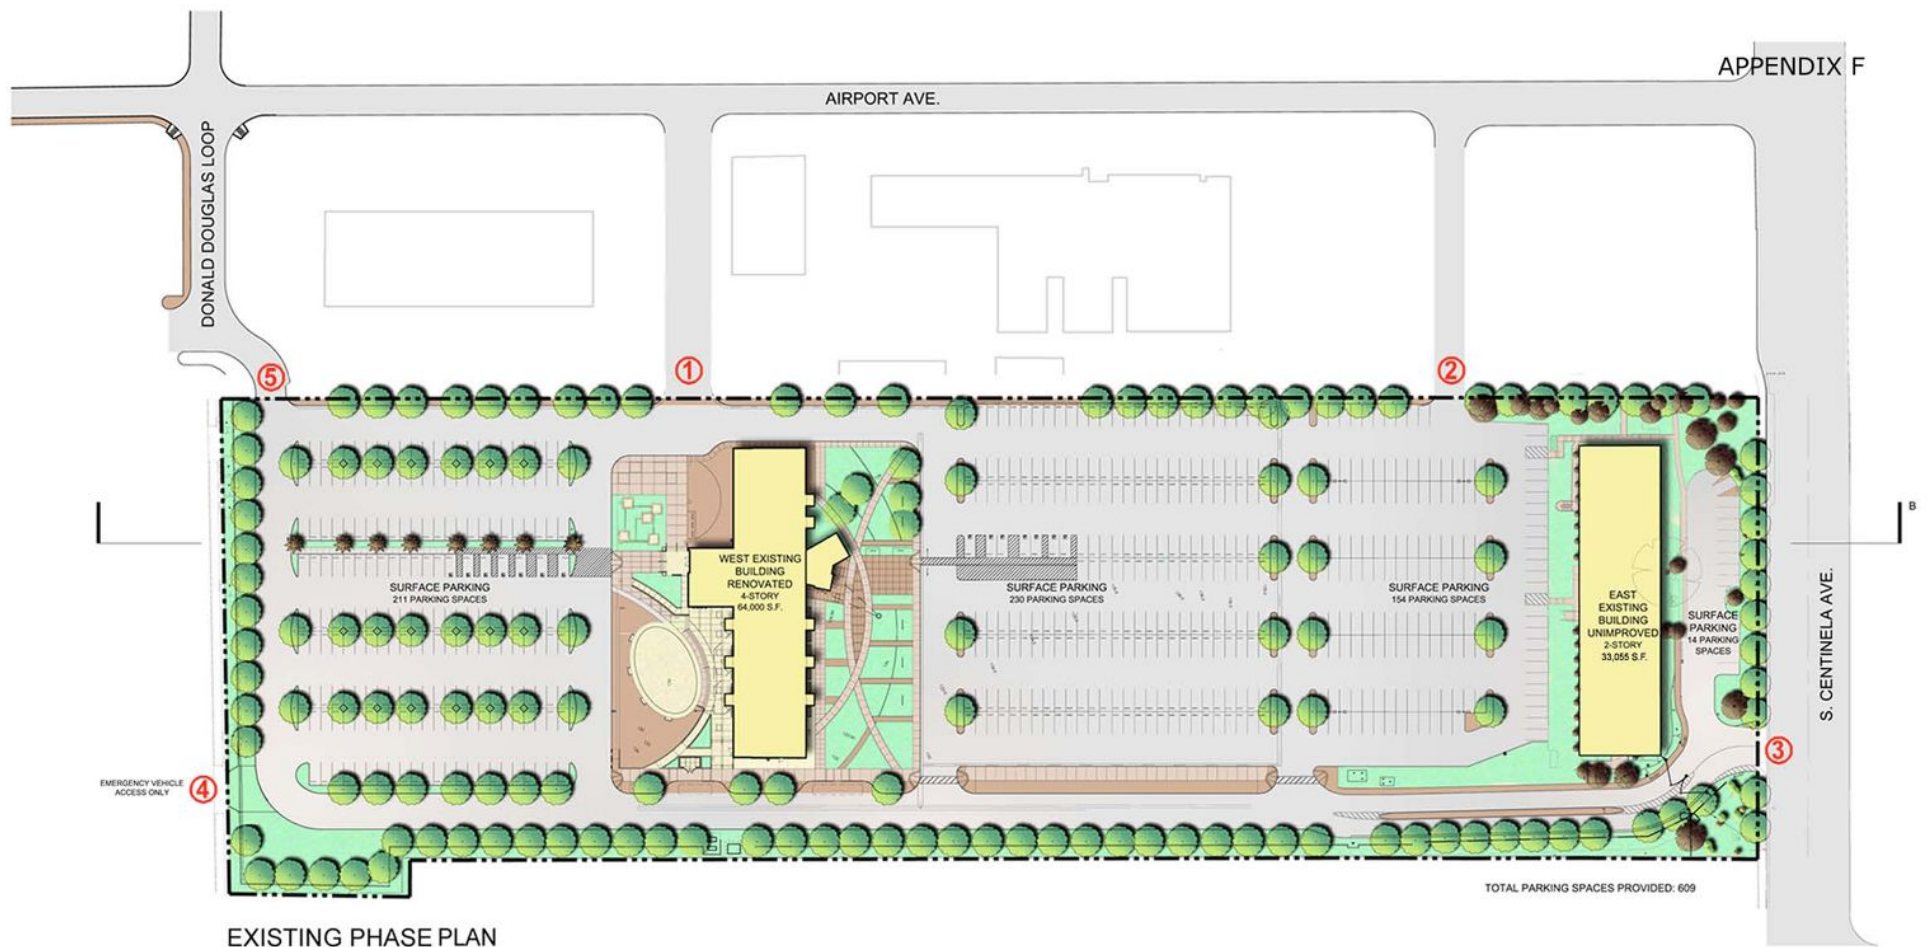 APPENDIX F
AIRPORT AVE.
DONALD DOUGLAS LOOP
5
1
2
B
WEST EXISTING
BUILDING
RENOVATED
4-STORY
64,000 S.F.
SURFACE PARKING
211 PARKING SPACES
SURFACE PARKING
230 PARKING SPACES
SURFACE PARKING
154 PARKING SPACES
EAST
EXISTING
BUILDING
UNIMPROVED
2-STORY
33,055 S.F.
SURFACE
PARKING
14 PARKING
SPACES
S. CENTINELA AVE.
3
EMERGENCY VEHICLE
ACCESS ONLY
4
TOTAL PARKING SPACES PROVIDED: 609
EXISTING PHASE PLAN